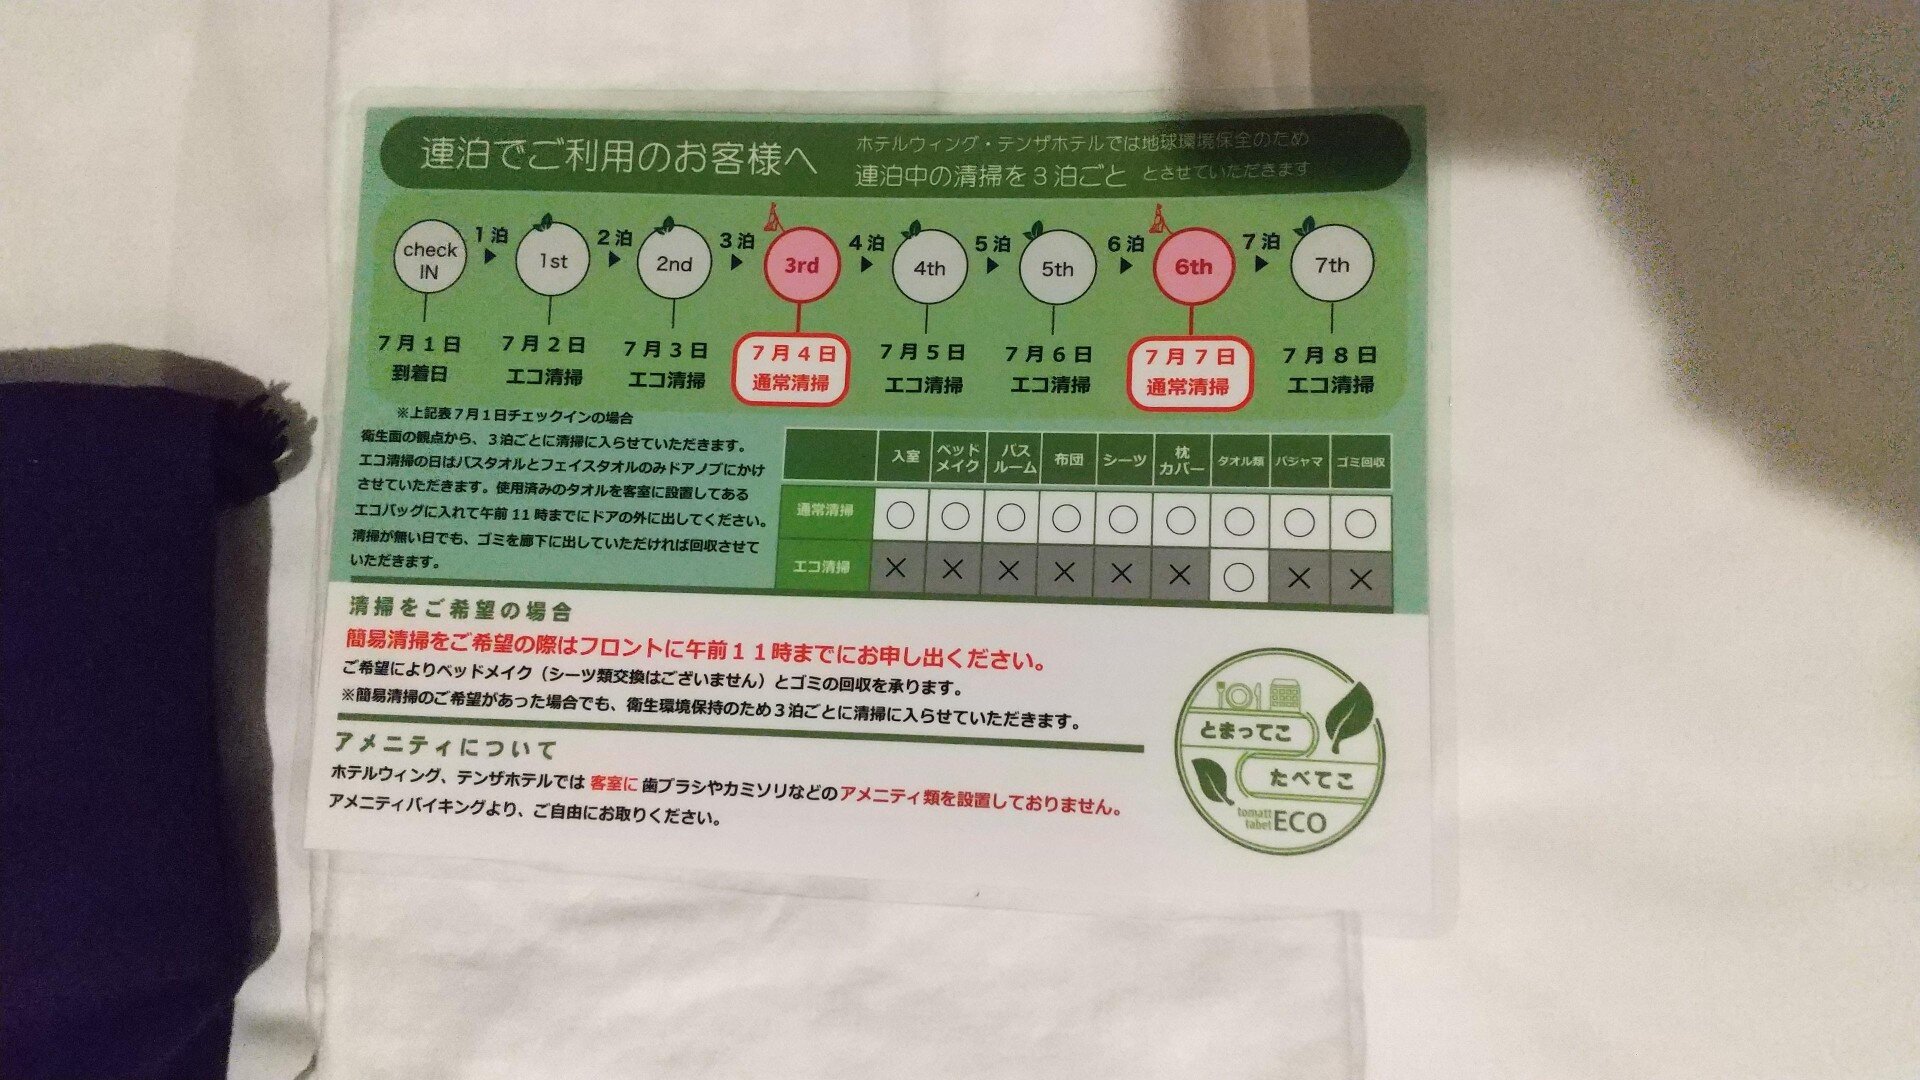 連泊でご利用のお客様へ
ホテルウィング・テンザホテルでは地球環境保全のため
連泊中の清掃を３泊ごと とさせていただきます
check IN 1泊 1st 2泊 2nd 3泊 3rd 4泊 4th 5泊 5th 6泊 6th 7泊 7th
7月1日 7月2日 7月3日 7月4日 7月5日 7月6日 7月7日 7月8日
到着日 エコ清掃 エコ清掃 通常清掃 エコ清掃 エコ清掃 通常清掃 エコ清掃
※上記表７月１日チェックインの場合
衛生面の観点から、３泊ごとに清掃に入らせていただきます。
エコ清掃の日はバスタオルとフェイスタオルのみドアノブにかけ
させていただきます。使用済みのタオルを客室に設置してある
エコバッグに入れて午前11時までにドアの外に出してください。
清掃が無い日でも、ゴミを廊下に出していただければ回収させて
いただきます。
入室 ベッドメイク バスルーム 布団 シーツ 枕カバー タオル類 パジャマ ゴミ回収
通常清掃 ○ ○ ○ ○ ○ ○ ○ ○ ○
エコ清掃 × × × × × × ○ × ×
清掃をご希望の場合
簡易清掃をご希望の際はフロントに午前１１時までにお申し出ください。
ご希望によりベッドメイク（シーツ類交換はございません）とゴミの回収を承ります。
※簡易清掃のご希望があった場合でも、衛生環境保持のため３泊ごとに清掃に入らせていただきます。
アメニティについて
ホテルウィング、テンザホテルでは 客室に 歯ブラシやカミソリなどのアメニティ類を設置しておりません。
アメニティバイキングより、ご自由にお取りください。
とまってこ
たべてこ
tomatt
tabet ECO